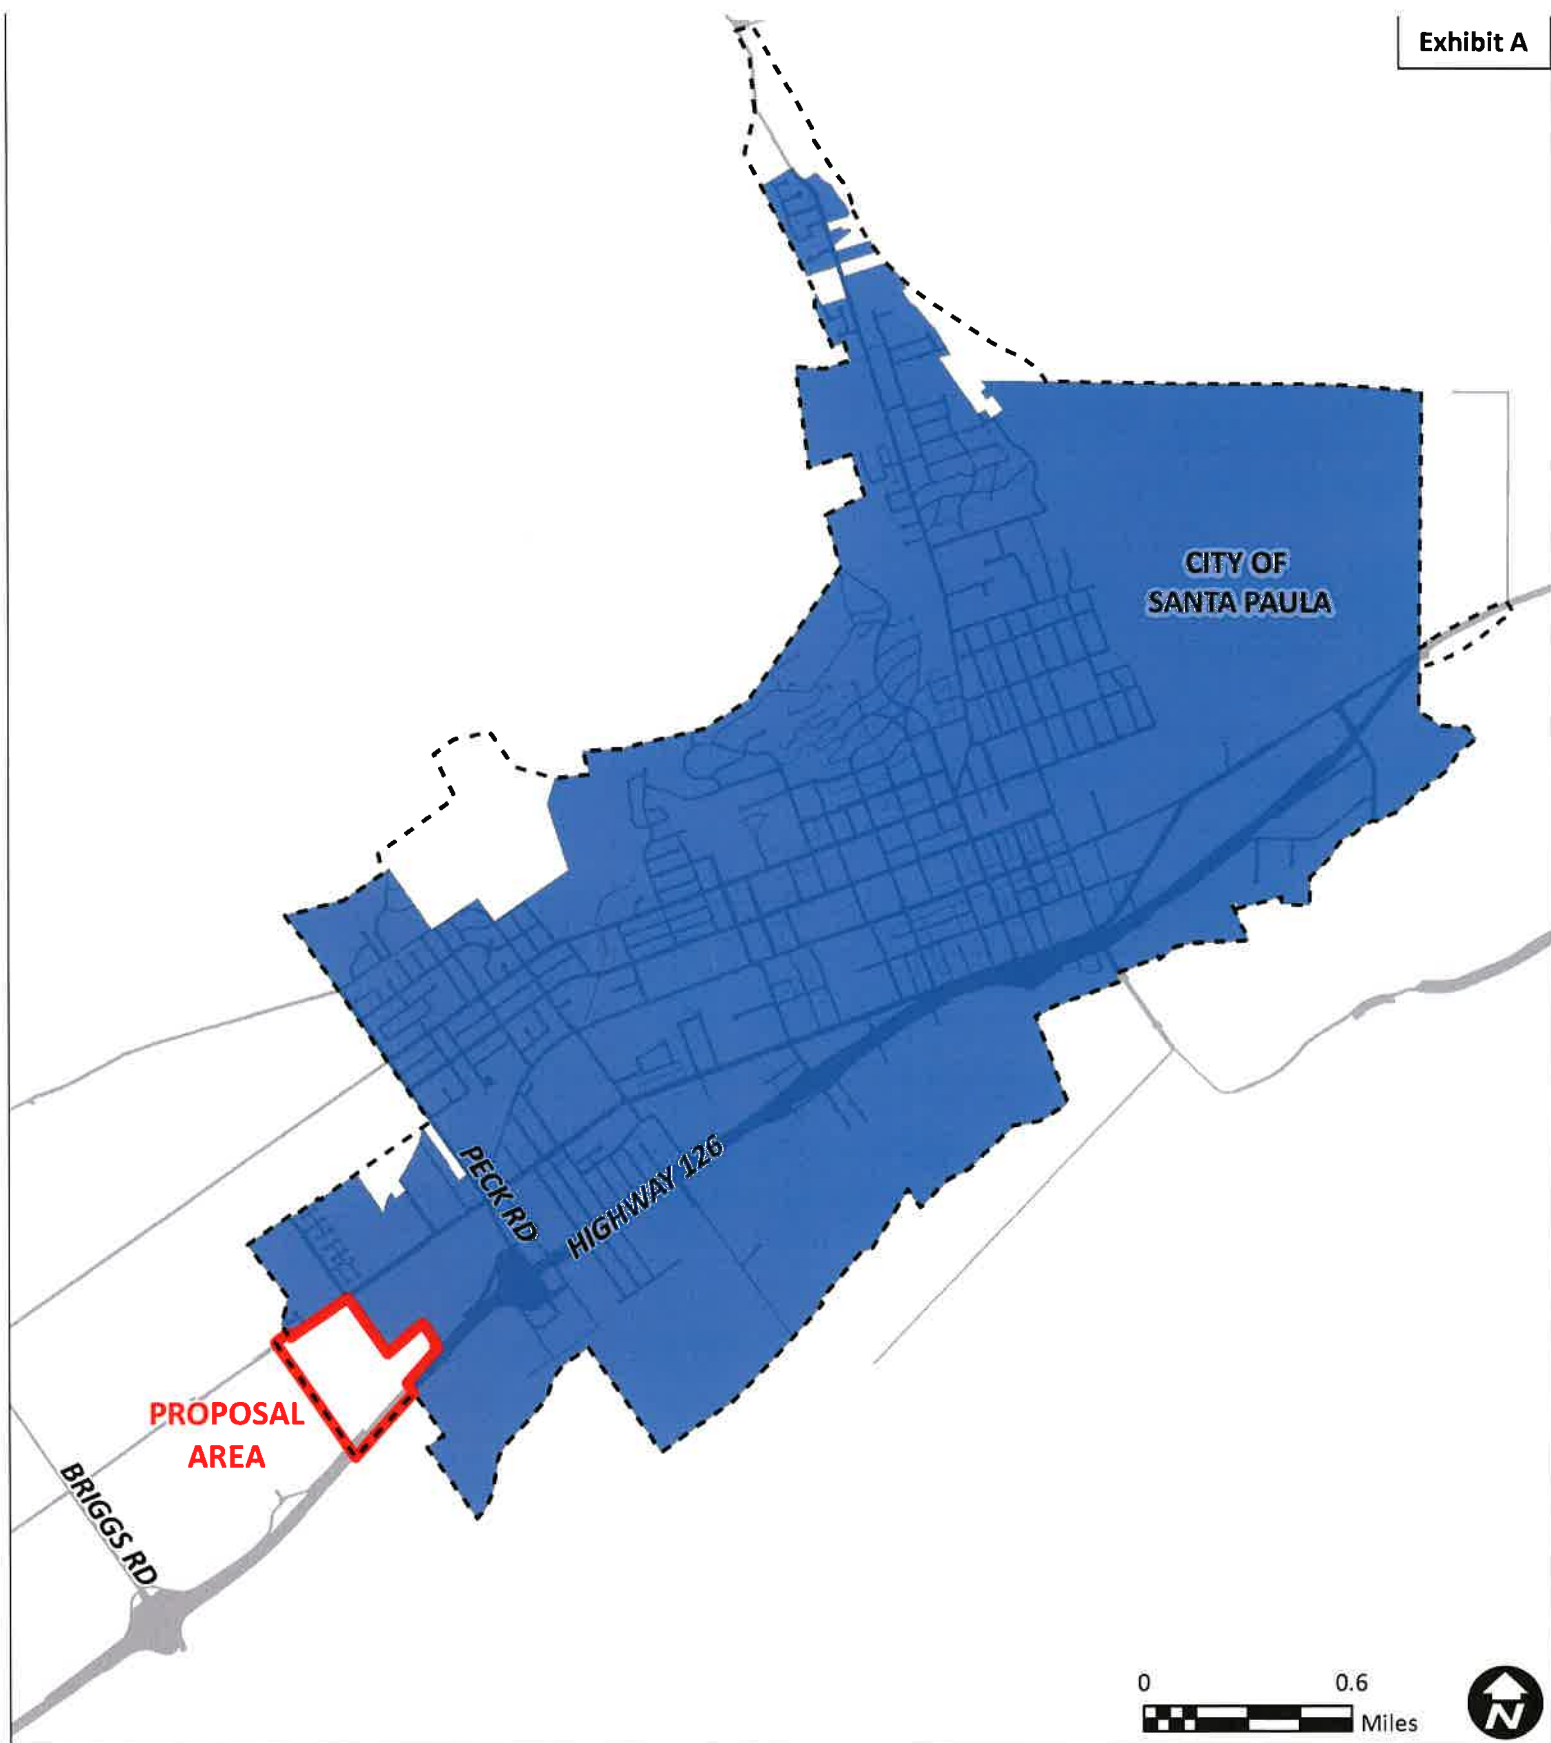 Exhibit A
CITY OF
SANTA PAULA
PECK RD
HIGHWAY 126
PROPOSAL
AREA
BRIGGS RD
0 0.6
Miles
N